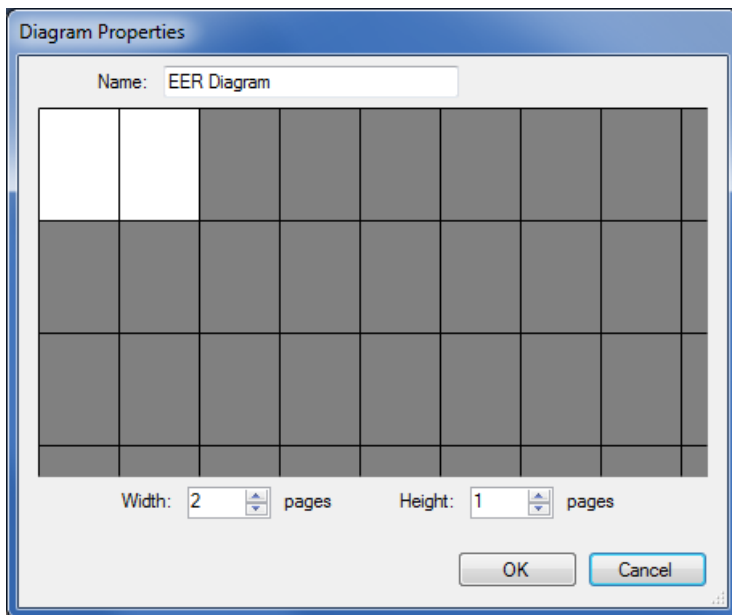 Diagram Properties
Name: EER Diagram
Width: 2 pages Height: 1 pages
OK Cancel